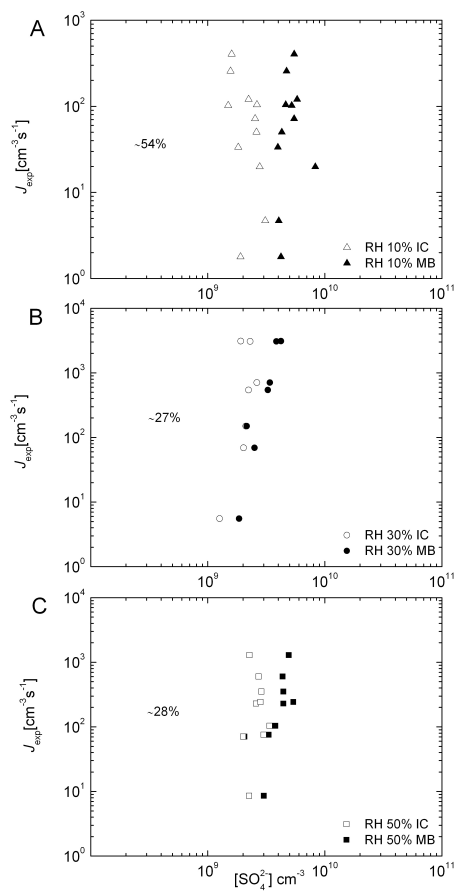 A
10³
10²
10¹
10⁰
J_exp[cm⁻³s⁻¹]
~54%
RH 10% IC
RH 10% MB
10⁹ 10¹⁰ 10¹¹
B
10⁴
10³
10²
10¹
10⁰
J_exp[cm⁻³s⁻¹]
~27%
RH 30% IC
RH 30% MB
10⁹ 10¹⁰ 10¹¹
C
10⁴
10³
10²
10¹
10⁰
J_exp[cm⁻³s⁻¹]
~28%
RH 50% IC
RH 50% MB
10⁹ 10¹⁰ 10¹¹
[SO₄²⁻] cm⁻³